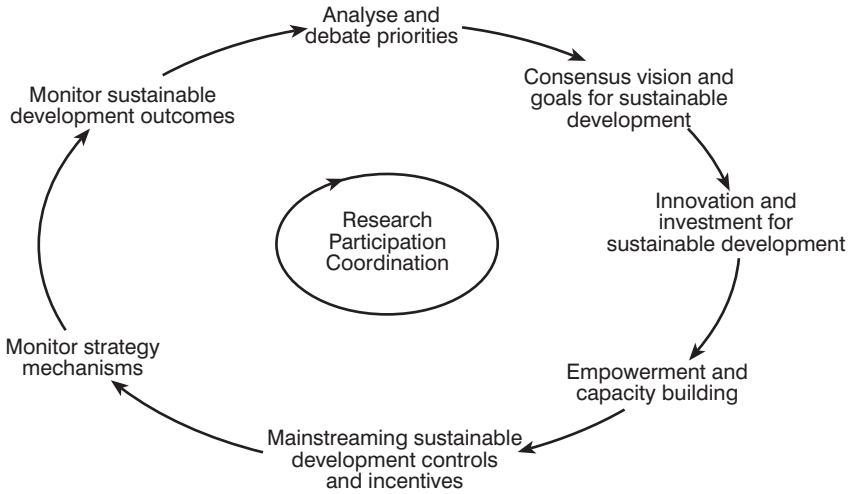 Analyse and
debate priorities
Consensus vision and
goals for sustainable
development
Innovation and
investment for
sustainable development
Empowerment and
capacity building
Mainstreaming sustainable
development controls
and incentives
Monitor strategy
mechanisms
Monitor sustainable
development outcomes
Research
Participation
Coordination